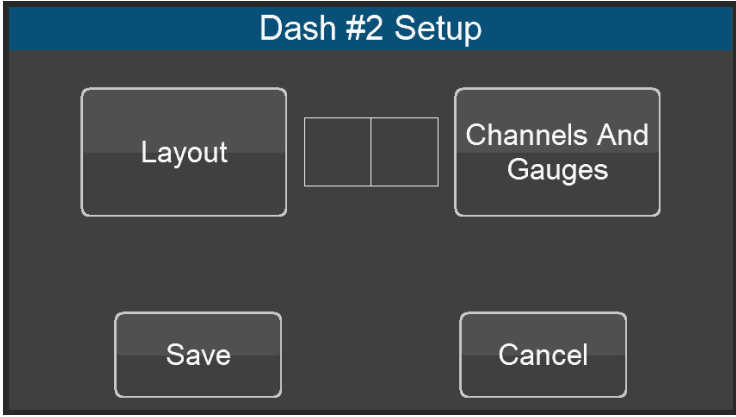 Dash #2 Setup
Layout
Channels And
Gauges
Save
Cancel